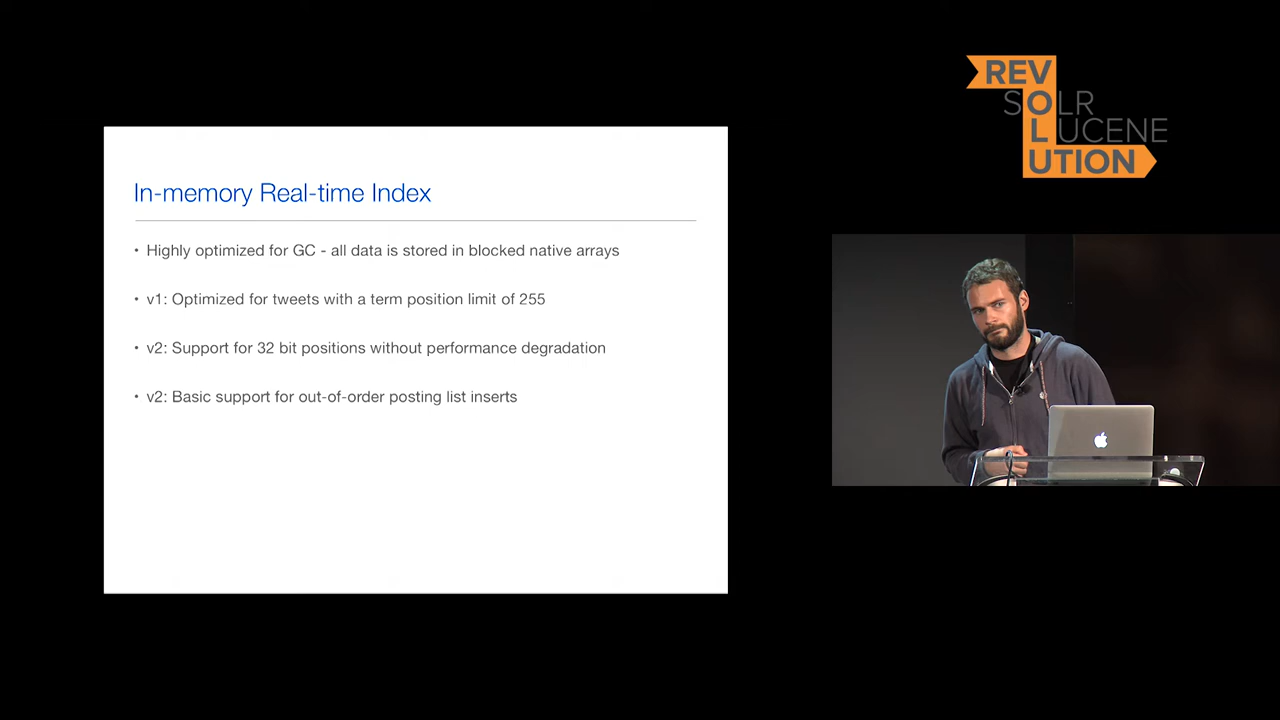 In-memory Real-time Index
• Highly optimized for GC - all data is stored in blocked native arrays
• v1: Optimized for tweets with a term position limit of 255
• v2: Support for 32 bit positions without performance degradation
• v2: Basic support for out-of-order posting list inserts
REV
SOLR
LUCENE
UTION